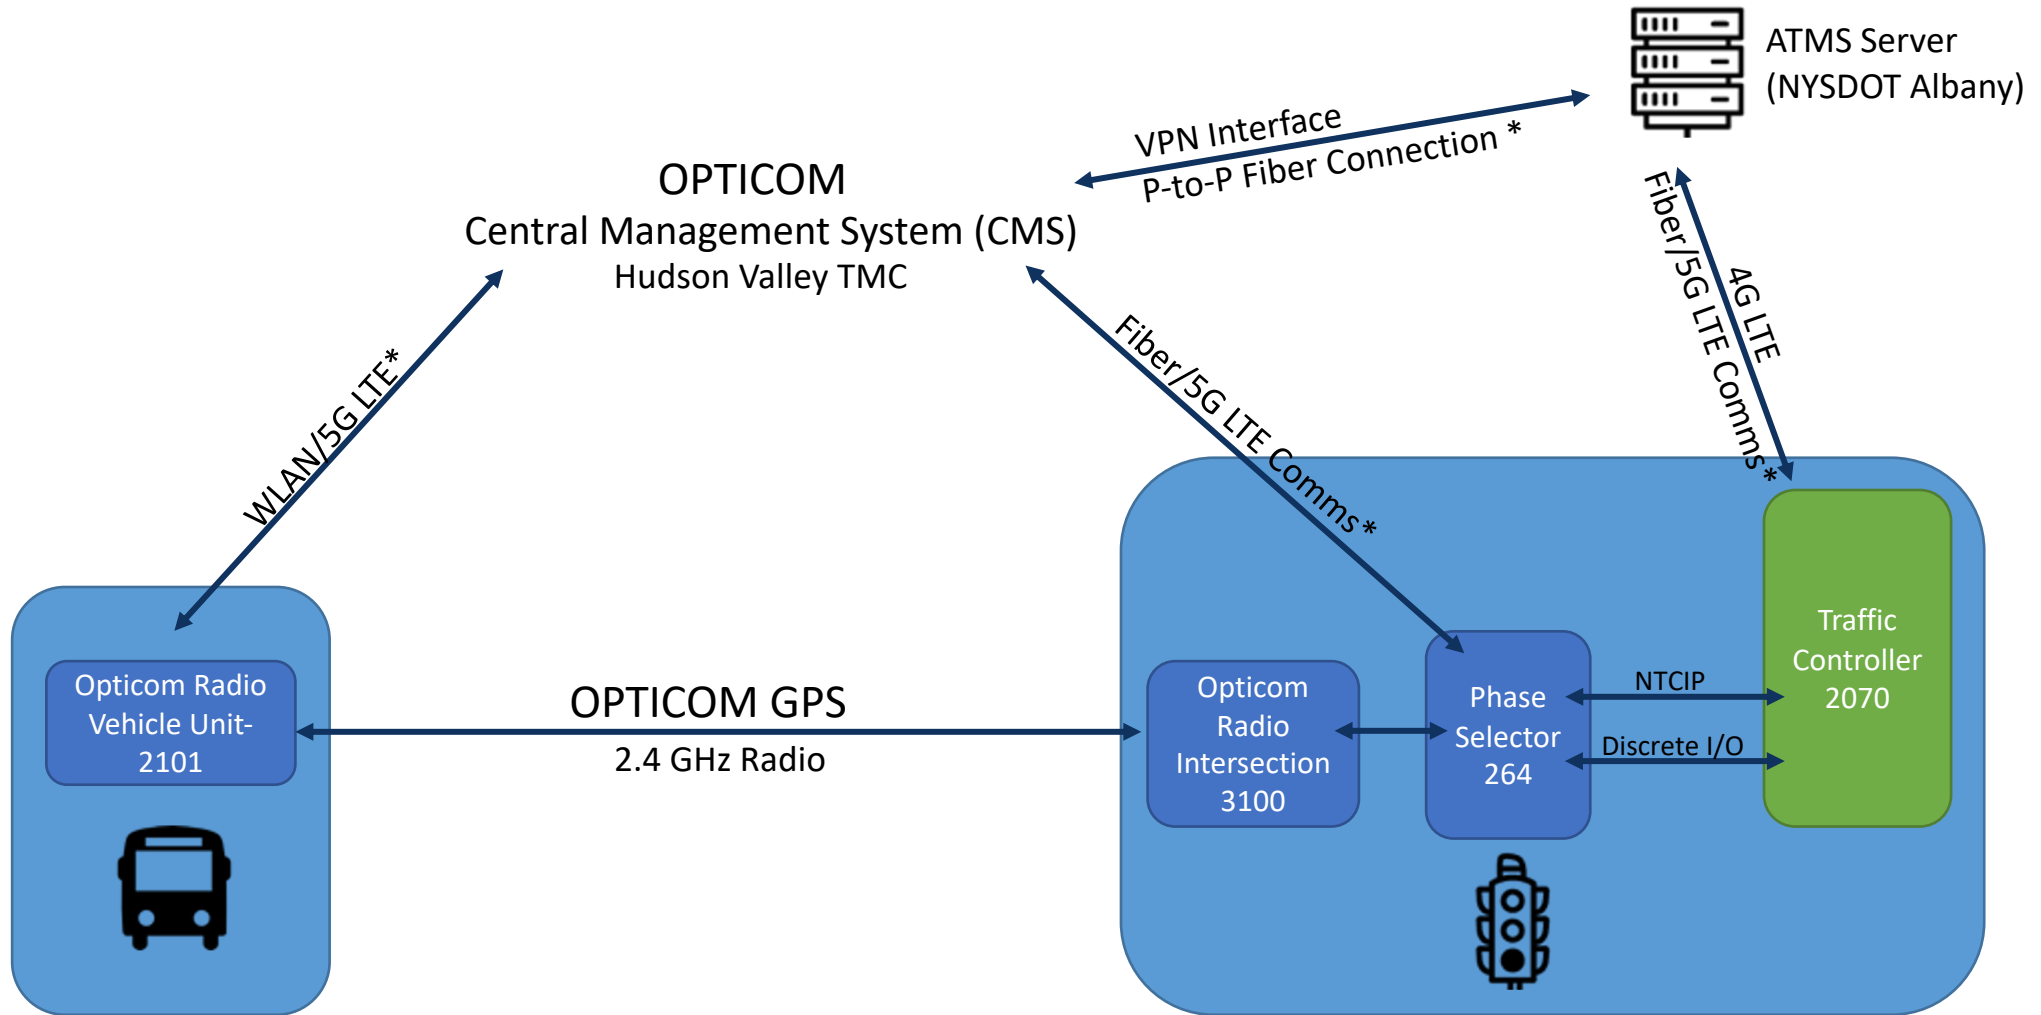 ATMS Server
(NYSDOT Albany)
VPN Interface
P-to-P Fiber Connection *
OPTICOM
Central Management System (CMS)
Hudson Valley TMC
4G LTE
Fiber/5G LTE Comms*
WLAN/5G LTE*
Fiber/5G LTE Comms*
Opticom Radio
Vehicle Unit-
2101
OPTICOM GPS
2.4 GHz Radio
Opticom
Radio
Intersection
3100
Phase
Selector
264
NTCIP
Discrete I/O
Traffic
Controller
2070